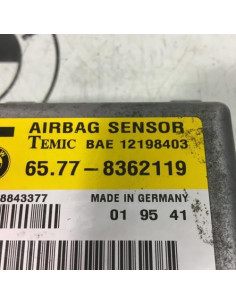 AIRBAG SENSOR
TEMIC BAE 12198403
65.77-8362119
8843377 MADE IN GERMANY
01 95 41